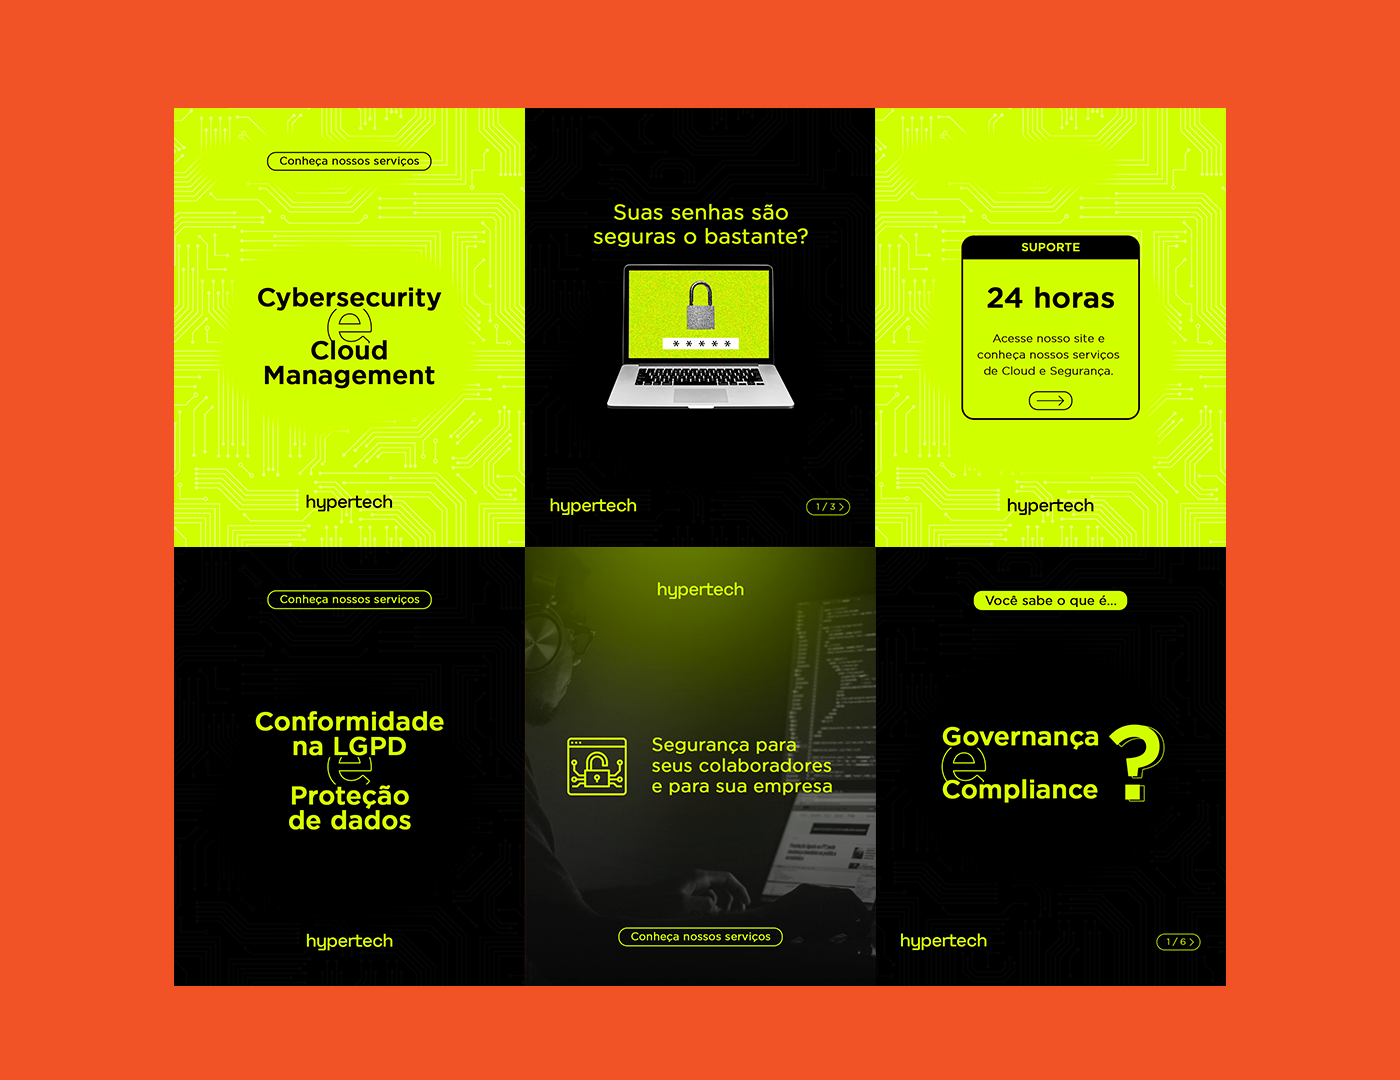 Conheça nossos serviços
Cybersecurity
e
Cloud
Management
hypertech
Suas senhas são
seguras o bastante?
* * * * *
hypertech
1 / 3 >
SUPORTE
24 horas
Acesse nosso site e
conheça nossos serviços
de Cloud e Segurança.
hypertech
Conheça nossos serviços
Conformidade
na LGPD
e
Proteção
de dados
hypertech
hypertech
Segurança para
seus colaboradores
e para sua empresa
Conheça nossos serviços
Você sabe o que é...
Governança
e
Compliance
?
hypertech
1 / 6 >